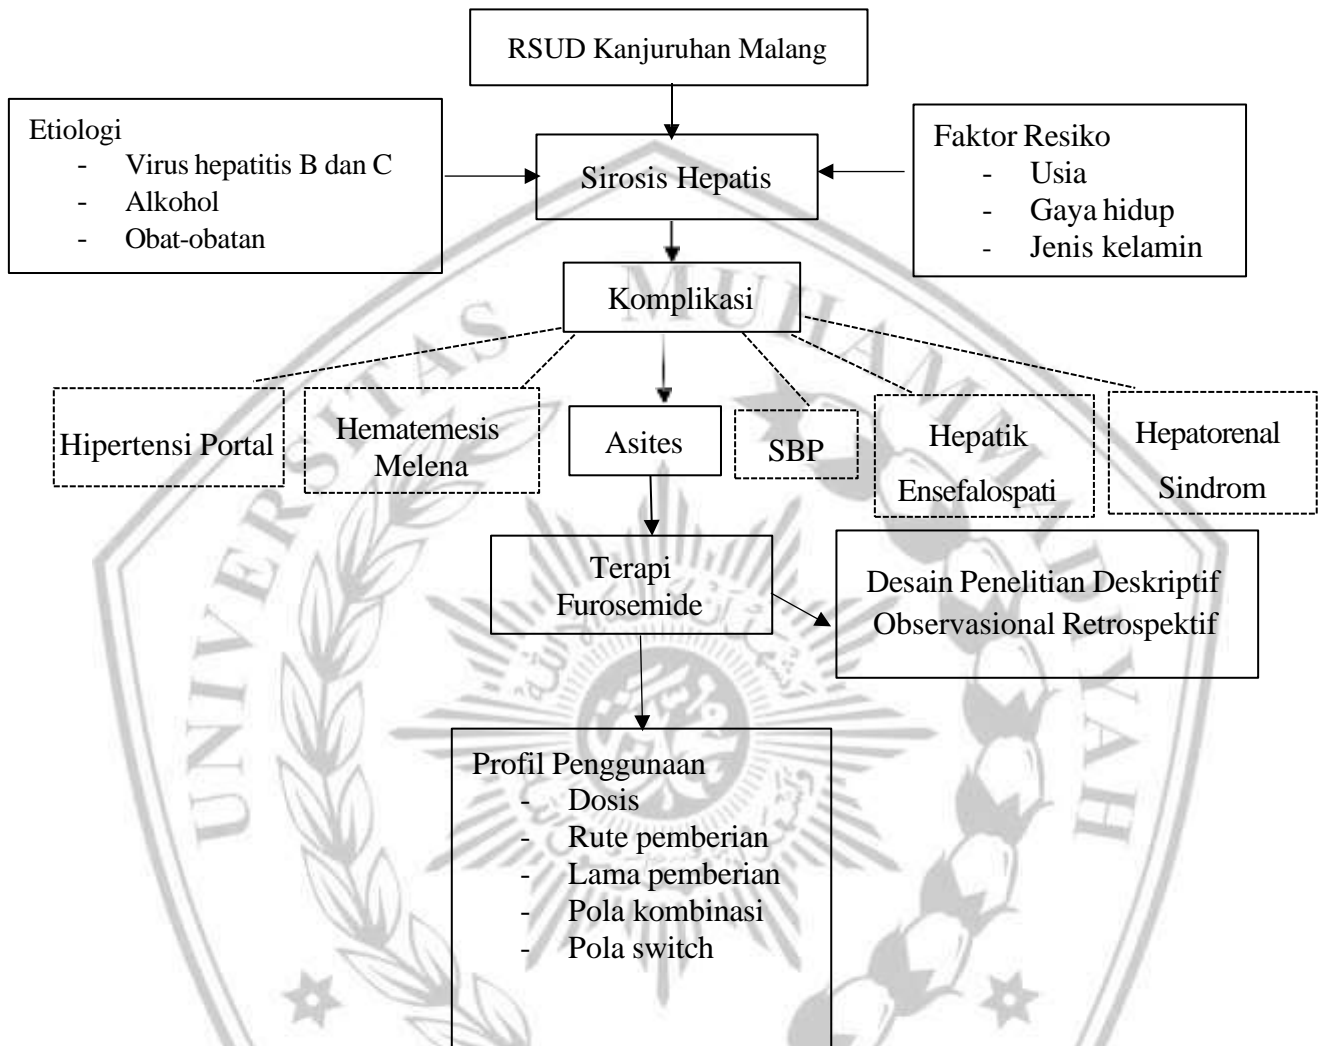 RSUD Kanjuruhan Malang
Etiologi
- Virus hepatitis B dan C
- Alkohol
- Obat-obatan
Sirosis Hepatis
Faktor Resiko
- Usia
- Gaya hidup
- Jenis kelamin
Komplikasi
Hipertensi Portal
Hematemesis
Melena
Asites
SBP
Hepatik
Ensefalospati
Hepatorenal
Sindrom
Terapi
Furosemide
Desain Penelitian Deskriptif
Observasional Retrospektif
Profil Penggunaan
- Dosis
- Rute pemberian
- Lama pemberian
- Pola kombinasi
- Pola switch
UNIVERSITAS MUHAMMADIYAH